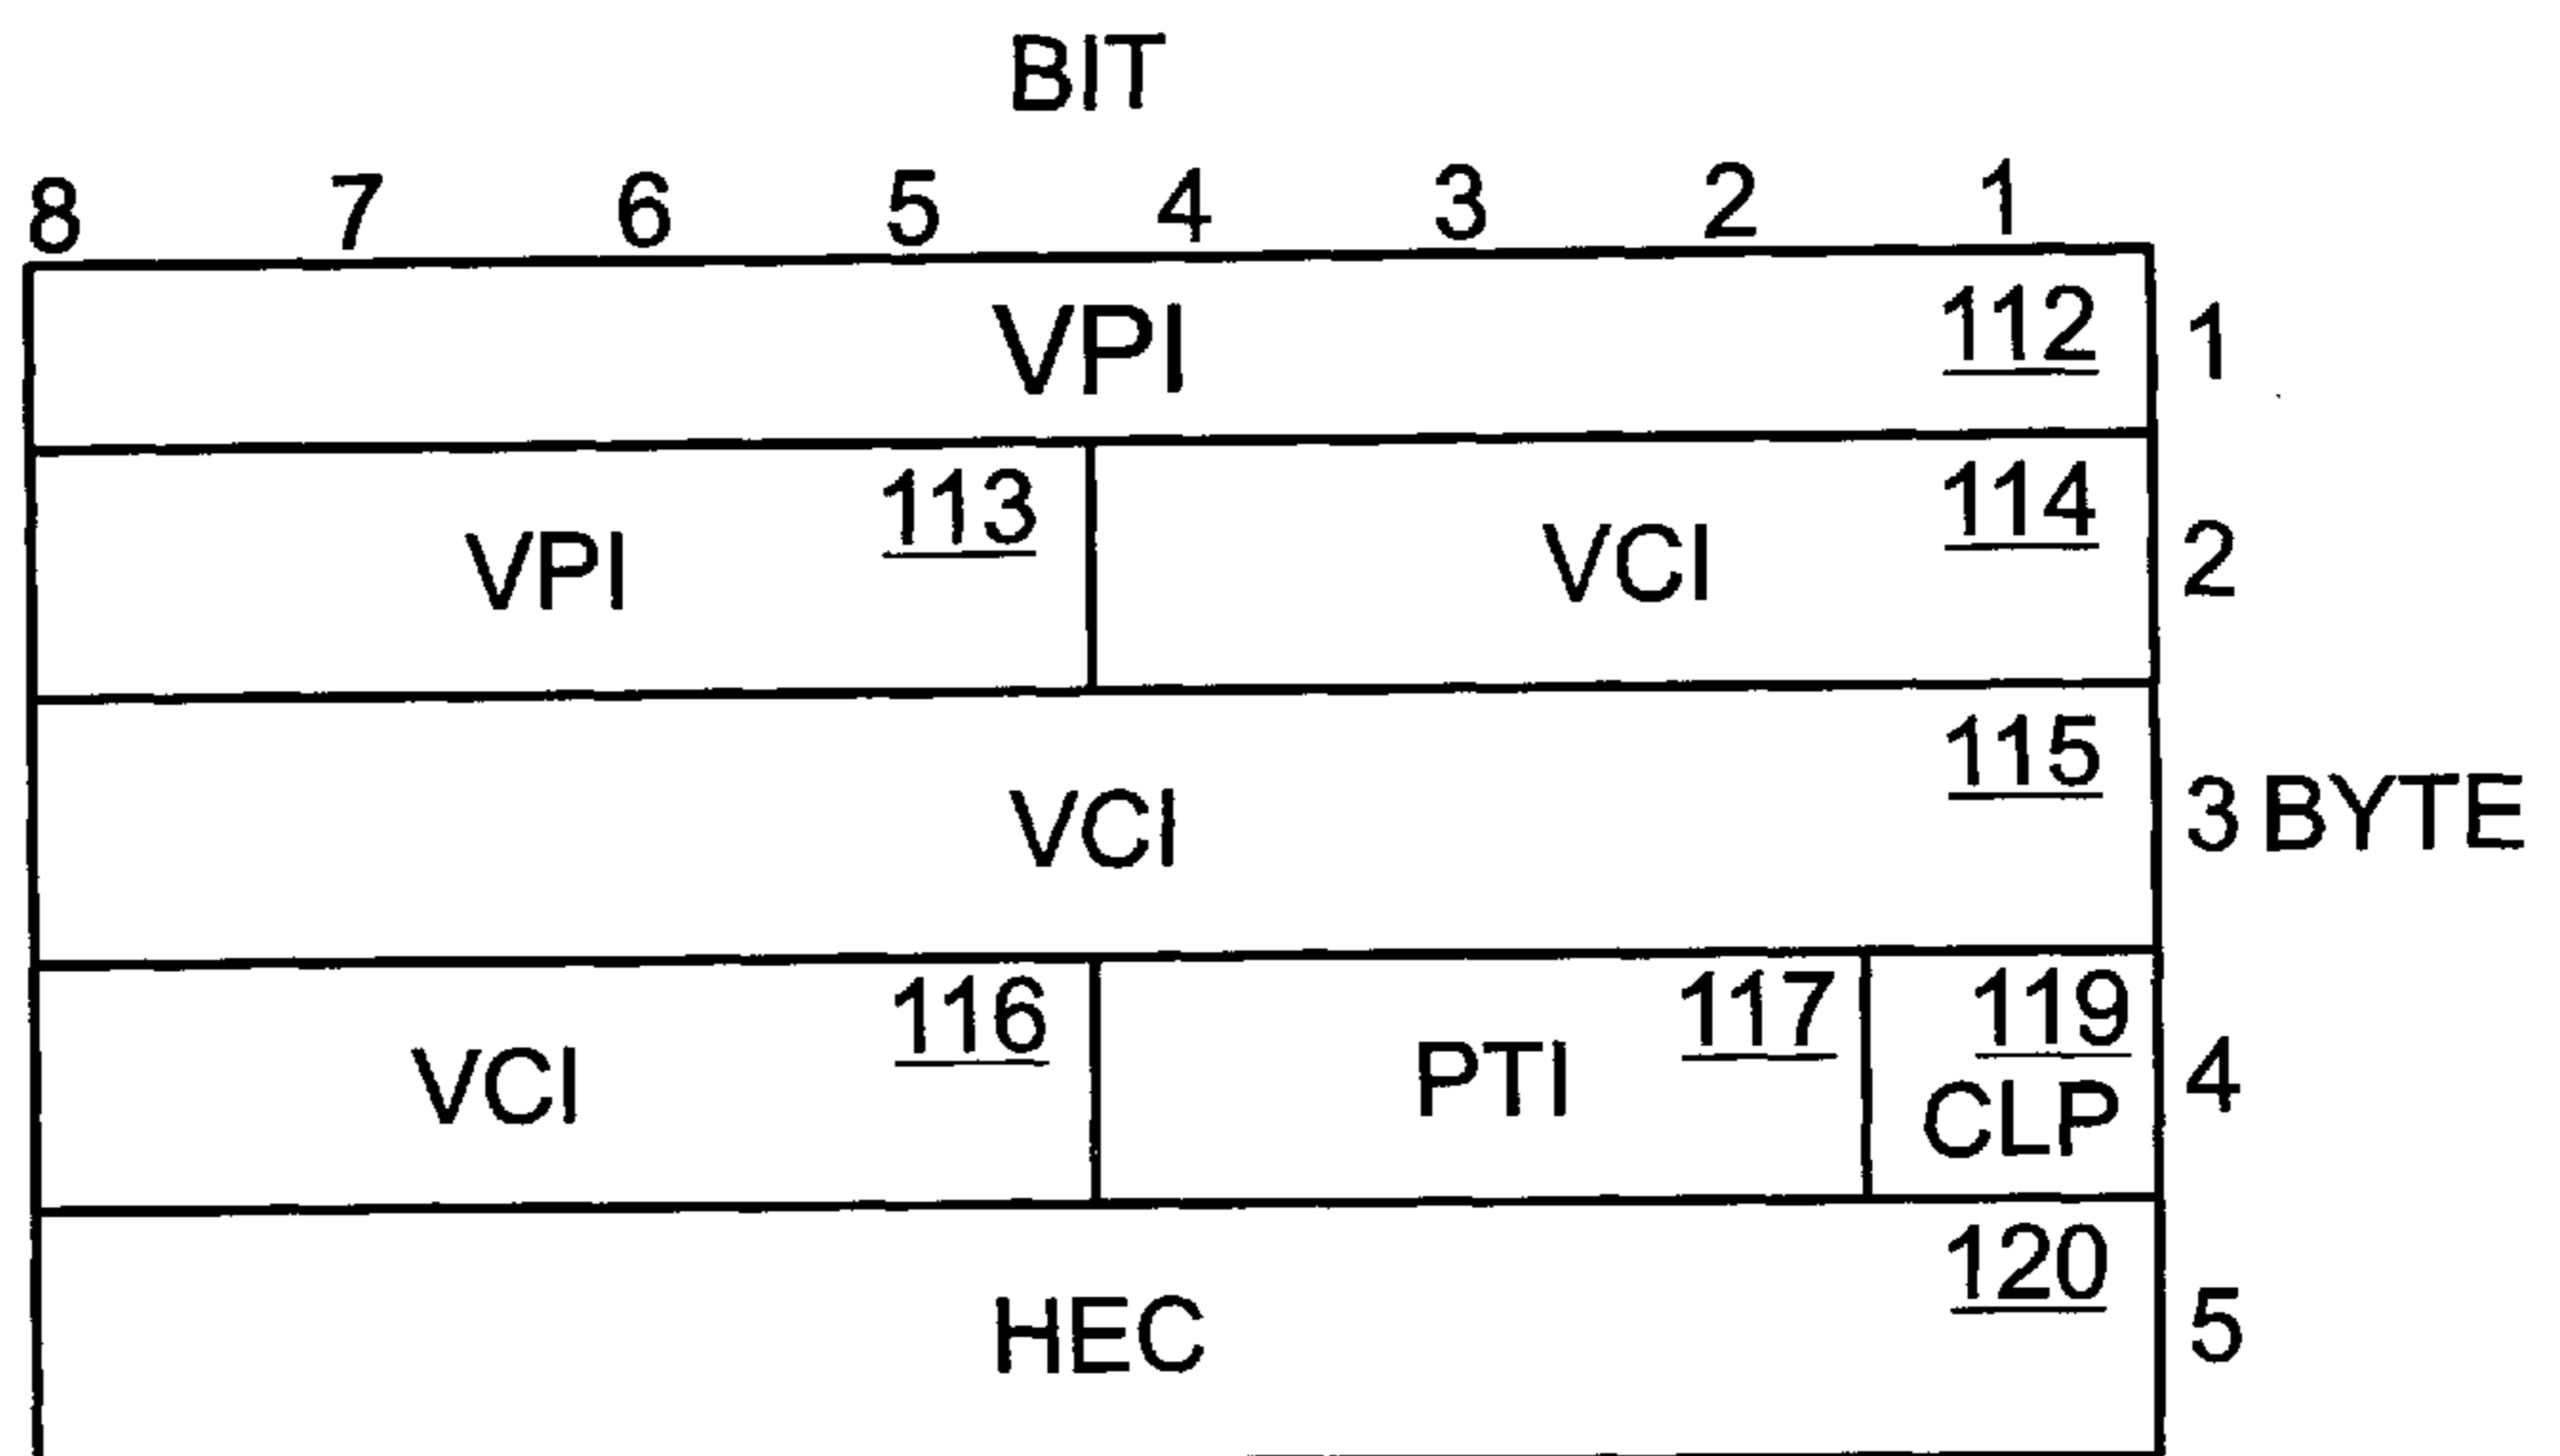 BIT
8 7 6 5 4 3 2 1
VPI 112 1
VPI 113 VCI 114 2
VCI 115 3 BYTE
VCI 116 PTI 117 CLP 119 4
HEC 120 5